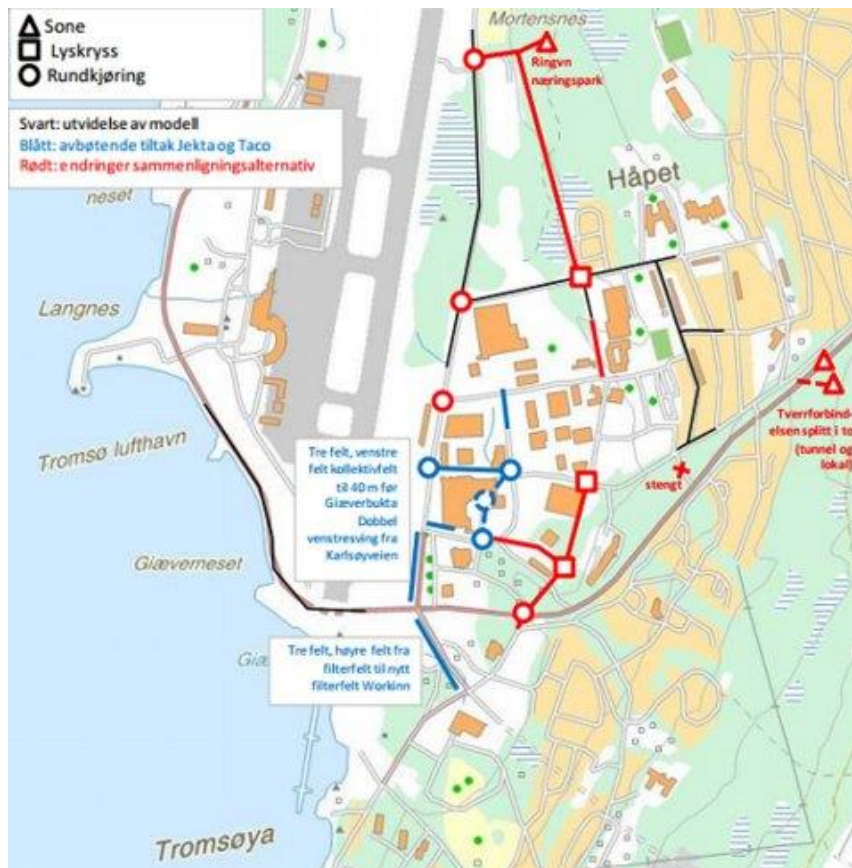 Sone
Lyskryss
Rundkjøring
Svart: utvidelse av modell
Blått: avbøtende tiltak Jekta og Taco
Rødt: endringer sammenligningsalternativ
Mortensnes
Ringvn
næringspark
neset
Håpet
Langnes
Tromsø lufthavn
Tverrforbind-
elsen splitt i to
(tunnel og
lokal)
stengt
Tre felt, venstre
felt kollektivfelt
til 40 m før
Giæverbukta
Dobbel
venstresving fra
Karlsøyveien
Giæverneset
Giæ
Tre felt, høyre felt fra
filterfelt til nytt
filterfelt Workinn
Tromsøya